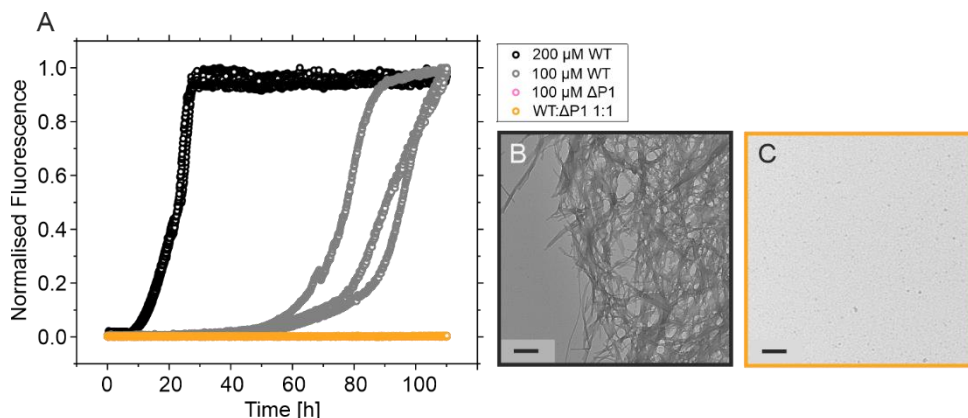 A
Normalised Fluorescence
1.0
0.8
0.6
0.4
0.2
0.0
0
20
40
60
80
100
Time [h]
200 µM WT
100 µM WT
100 µM ΔP1
WT:ΔP1 1:1
B
C